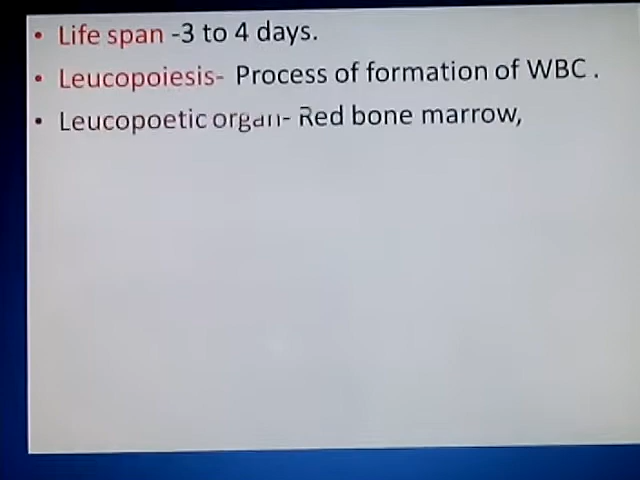 • Life span -3 to 4 days.
• Leucopoiesis- Process of formation of WBC .
• Leucopoetic organ- Red bone marrow,